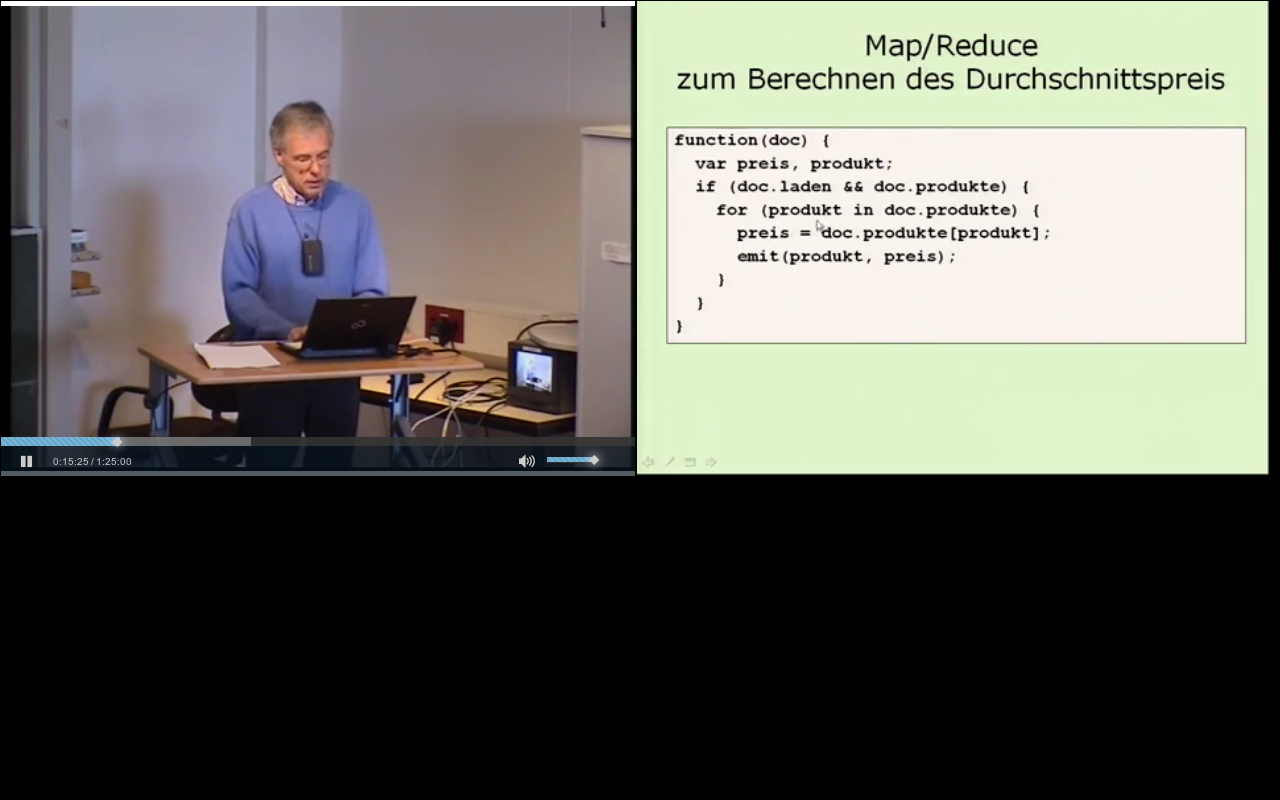 Map/Reduce
zum Berechnen des Durchschnittspreis
function(doc) {
  var preis, produkt;
  if (doc.laden && doc.produkte) {
    for (produkt in doc.produkte) {
      preis = doc.produkte[produkt];
      emit(produkt, preis);
    }
  }
}
0:15:25 / 1:25:00